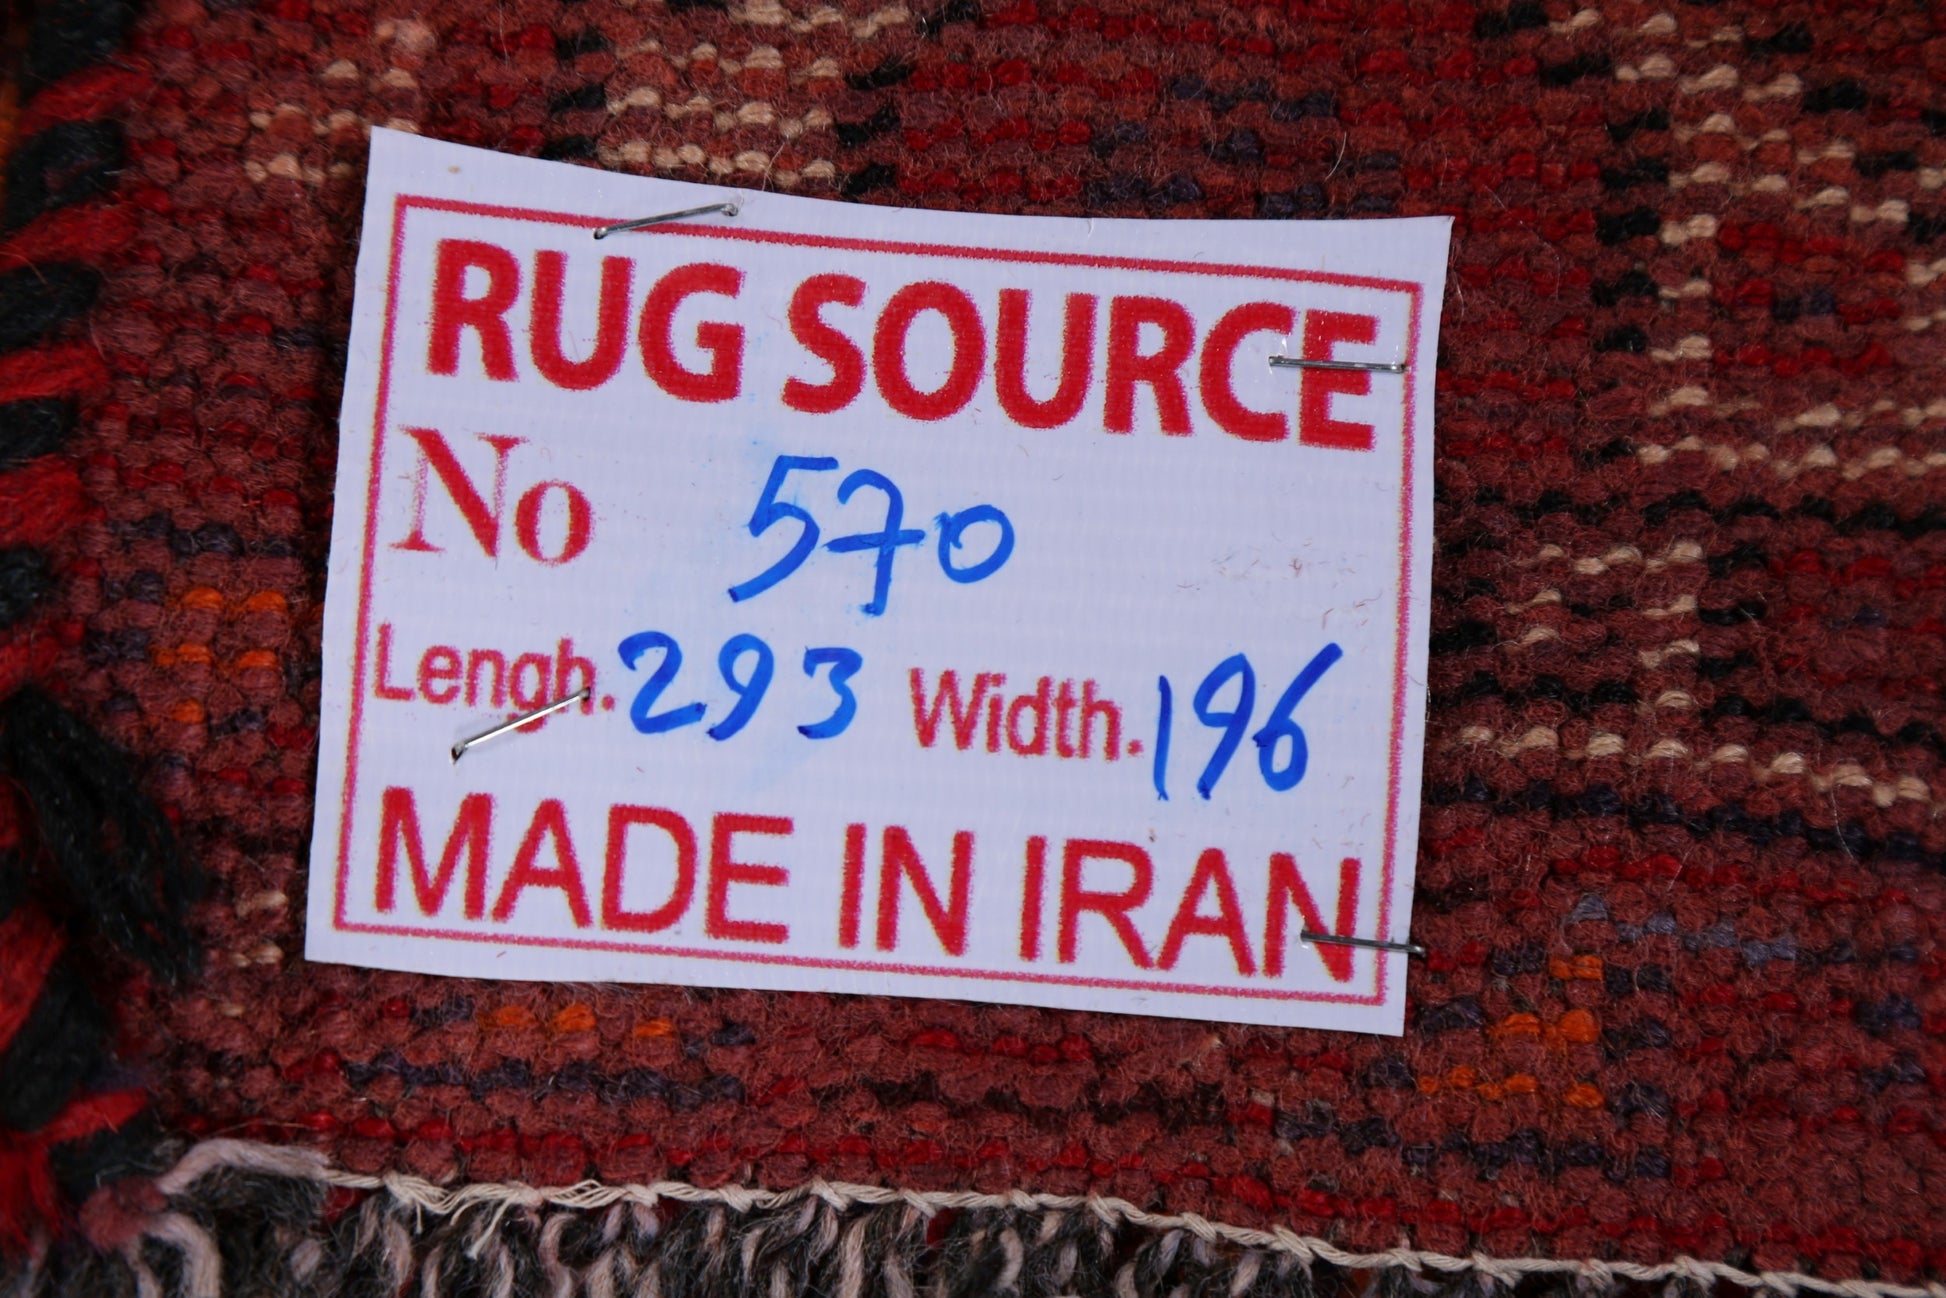 RUG SOURCE
No 570
Lengh. 293 Width. 196
MADE IN IRAN